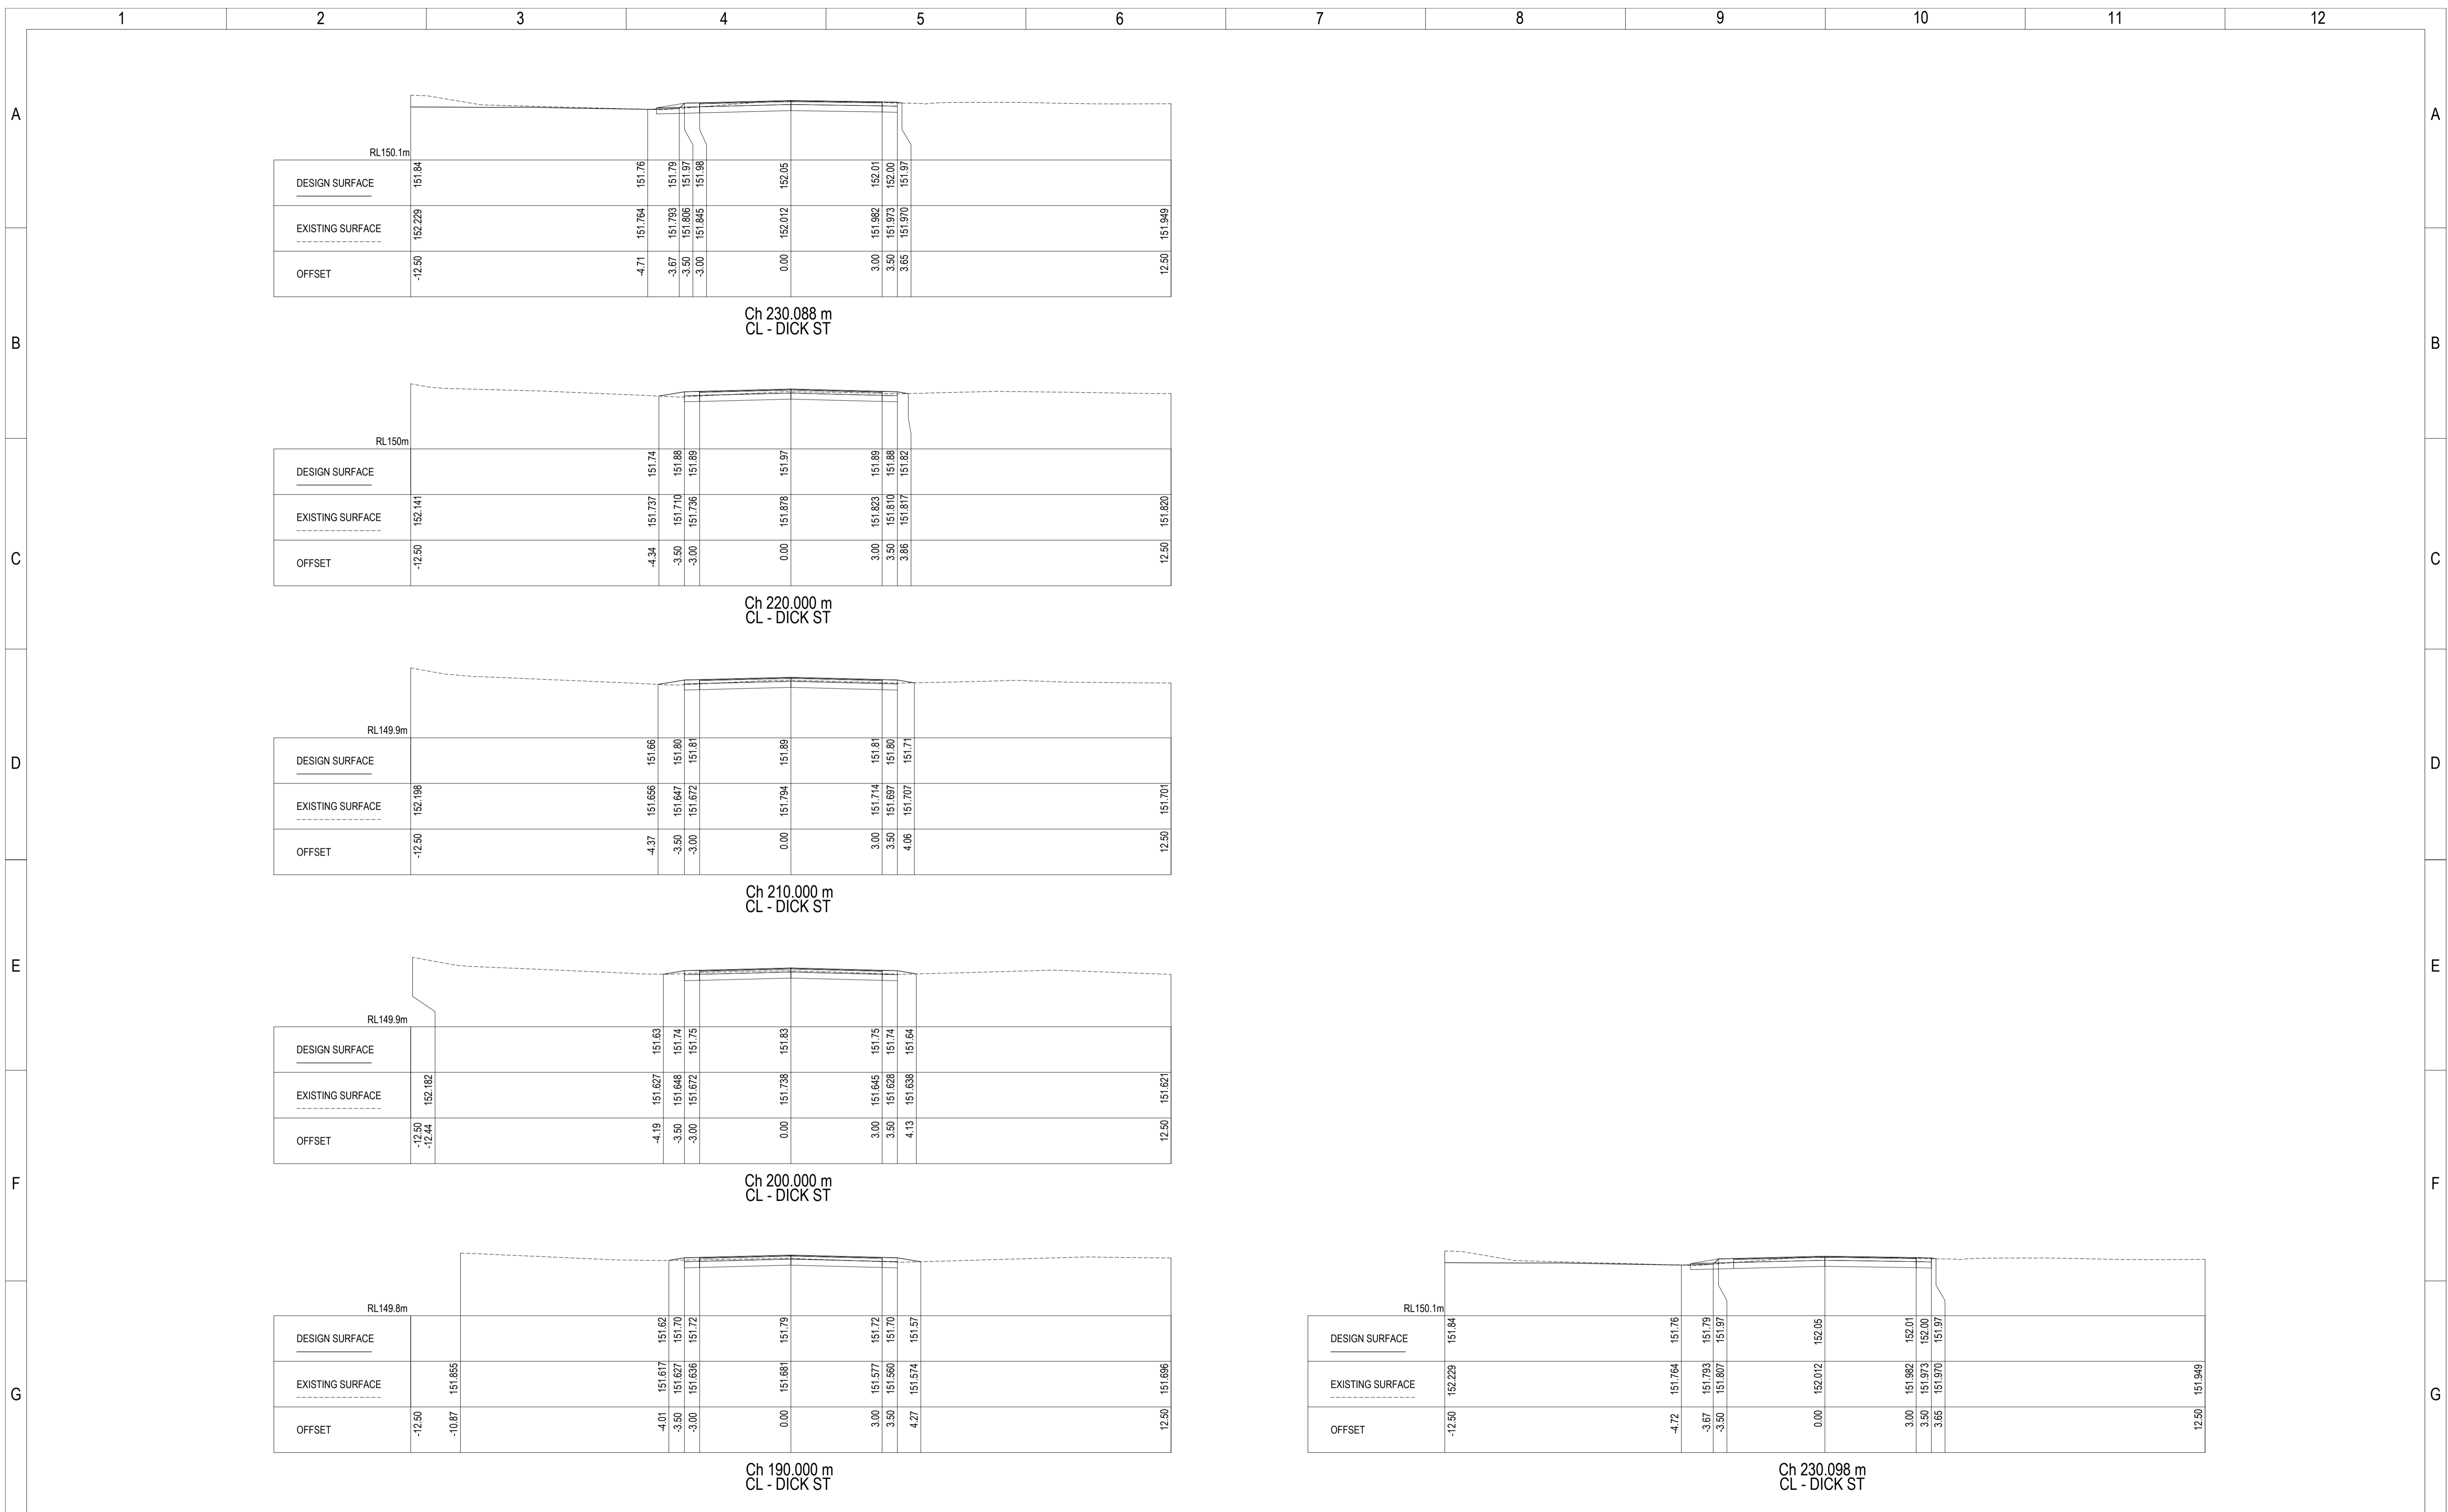 1 2 3 4 5 6 7 8 9 10 11 12
A A
RL150.1m
DESIGN SURFACE 151.84 151.76 151.79 151.97 151.98 152.05 152.01 152.00 151.97
EXISTING SURFACE 152.229 151.764 151.793 151.806 151.845 152.012 151.982 151.973 151.970 151.949
OFFSET -12.50 -4.71 -3.67 -3.50 -3.00 0.00 3.00 3.50 3.65 12.50
Ch 230.088 m
CL - DICK ST
B B
RL150m
DESIGN SURFACE 151.74 151.88 151.89 151.97 151.89 151.88 151.82
EXISTING SURFACE 152.141 151.737 151.710 151.736 151.878 151.823 151.810 151.817 151.820
OFFSET -12.50 -4.34 -3.50 -3.00 0.00 3.00 3.50 3.86 12.50
C C
Ch 220.000 m
CL - DICK ST
RL149.9m
DESIGN SURFACE 151.66 151.80 151.81 151.89 151.81 151.80 151.71
D D
EXISTING SURFACE 152.198 151.656 151.647 151.672 151.794 151.714 151.697 151.707 151.701
OFFSET -12.50 -4.37 -3.50 -3.00 0.00 3.00 3.50 4.06 12.50
Ch 210.000 m
CL - DICK ST
E E
RL149.9m
DESIGN SURFACE 151.63 151.74 151.75 151.83 151.75 151.74 151.64
EXISTING SURFACE 152.182 151.627 151.648 151.672 151.738 151.645 151.628 151.638 151.621
OFFSET -12.50 -12.44 -4.19 -3.50 -3.00 0.00 3.00 3.50 4.13 12.50
Ch 200.000 m
CL - DICK ST
F F
RL149.8m
DESIGN SURFACE 151.62 151.70 151.72 151.79 151.72 151.70 151.57
EXISTING SURFACE 151.855 151.617 151.627 151.636 151.681 151.577 151.560 151.574 151.696
OFFSET -12.50 -10.87 -4.01 -3.50 -3.00 0.00 3.00 3.50 4.27 12.50
Ch 190.000 m
CL - DICK ST
RL150.1m
DESIGN SURFACE 151.84 151.76 151.79 151.97 152.05 152.01 152.00 151.97
EXISTING SURFACE 152.229 151.764 151.793 151.807 152.012 151.982 151.973 151.970 151.949
OFFSET -12.50 -4.72 -3.67 -3.50 0.00 3.00 3.50 3.65 12.50
Ch 230.098 m
CL - DICK ST
G G